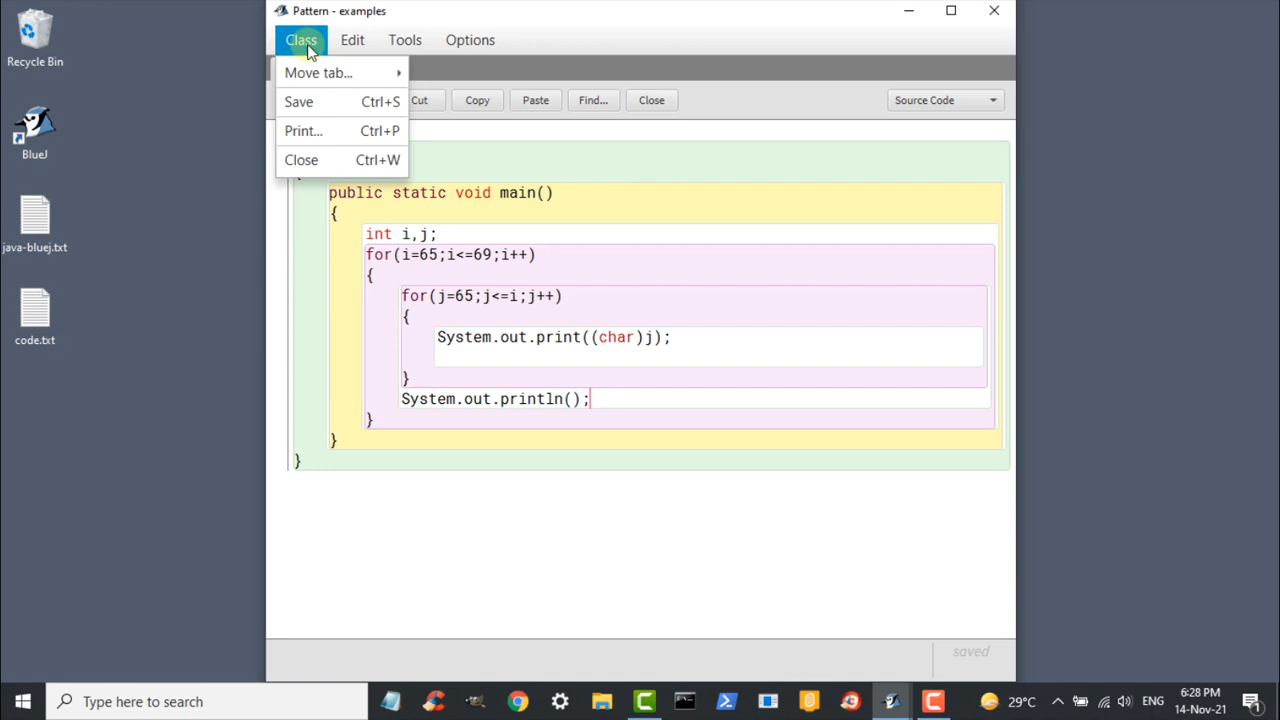 Pattern - examples
Recycle Bin
BlueJ
java-bluej.txt
code.txt
Class Edit Tools Options
Move tab...
Save Ctrl+S
Print... Ctrl+P
Close Ctrl+W
Cut Copy Paste Find... Close Source Code
public static void main()
{
int i,j;
for(i=65;i<=69;i++)
{
for(j=65;j<=i;j++)
{
System.out.print((char)j);
}
System.out.println();
}
}
}
saved
Type here to search
29°C ENG 6:28 PM
14-Nov-21
1